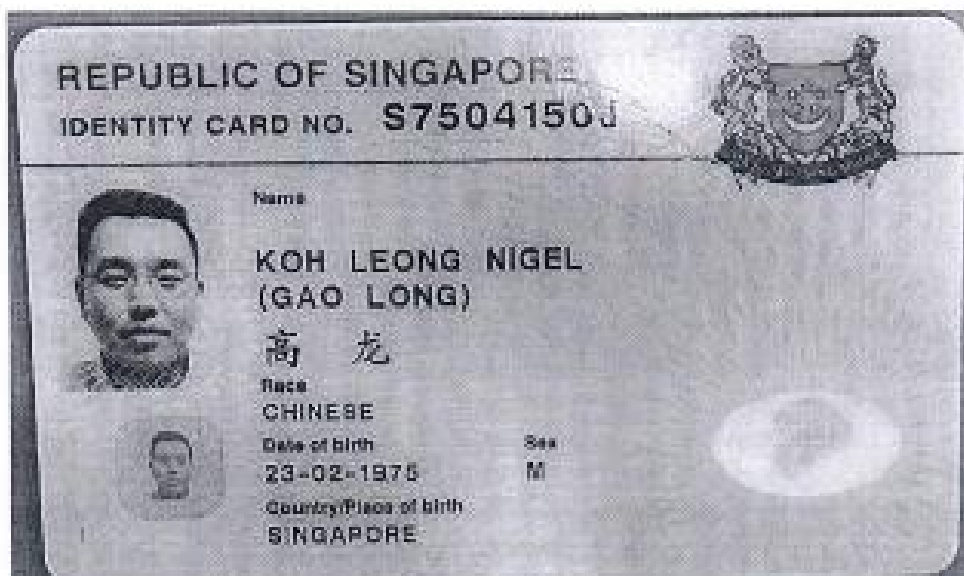 REPUBLIC OF SINGAPORE
IDENTITY CARD NO. S7504150J
Name
KOH LEONG NIGEL
(GAO LONG)
高 龙
Race
CHINESE
Date of birth Sex
23-02-1975 M
Country/Place of birth
SINGAPORE